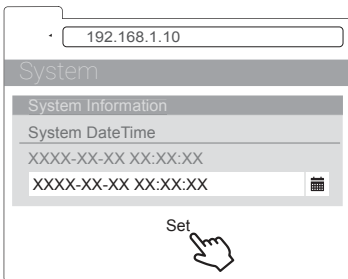 192.168.1.10
System
System Information
System DateTime
XXXX-XX-XX XX:XX:XX
XXXX-XX-XX XX:XX:XX
Set